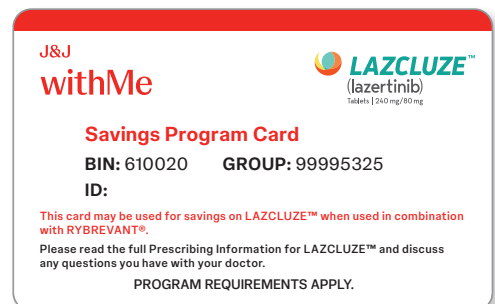 J&J
withMe
LAZCLUZE™
(lazertinib)
Tablets | 240 mg/80 mg
Savings Program Card
BIN: 610020 GROUP: 99995325
ID:
This card may be used for savings on LAZCLUZE™ when used in combination
with RYBREVANT®.
Please read the full Prescribing Information for LAZCLUZE™ and discuss
any questions you have with your doctor.
PROGRAM REQUIREMENTS APPLY.